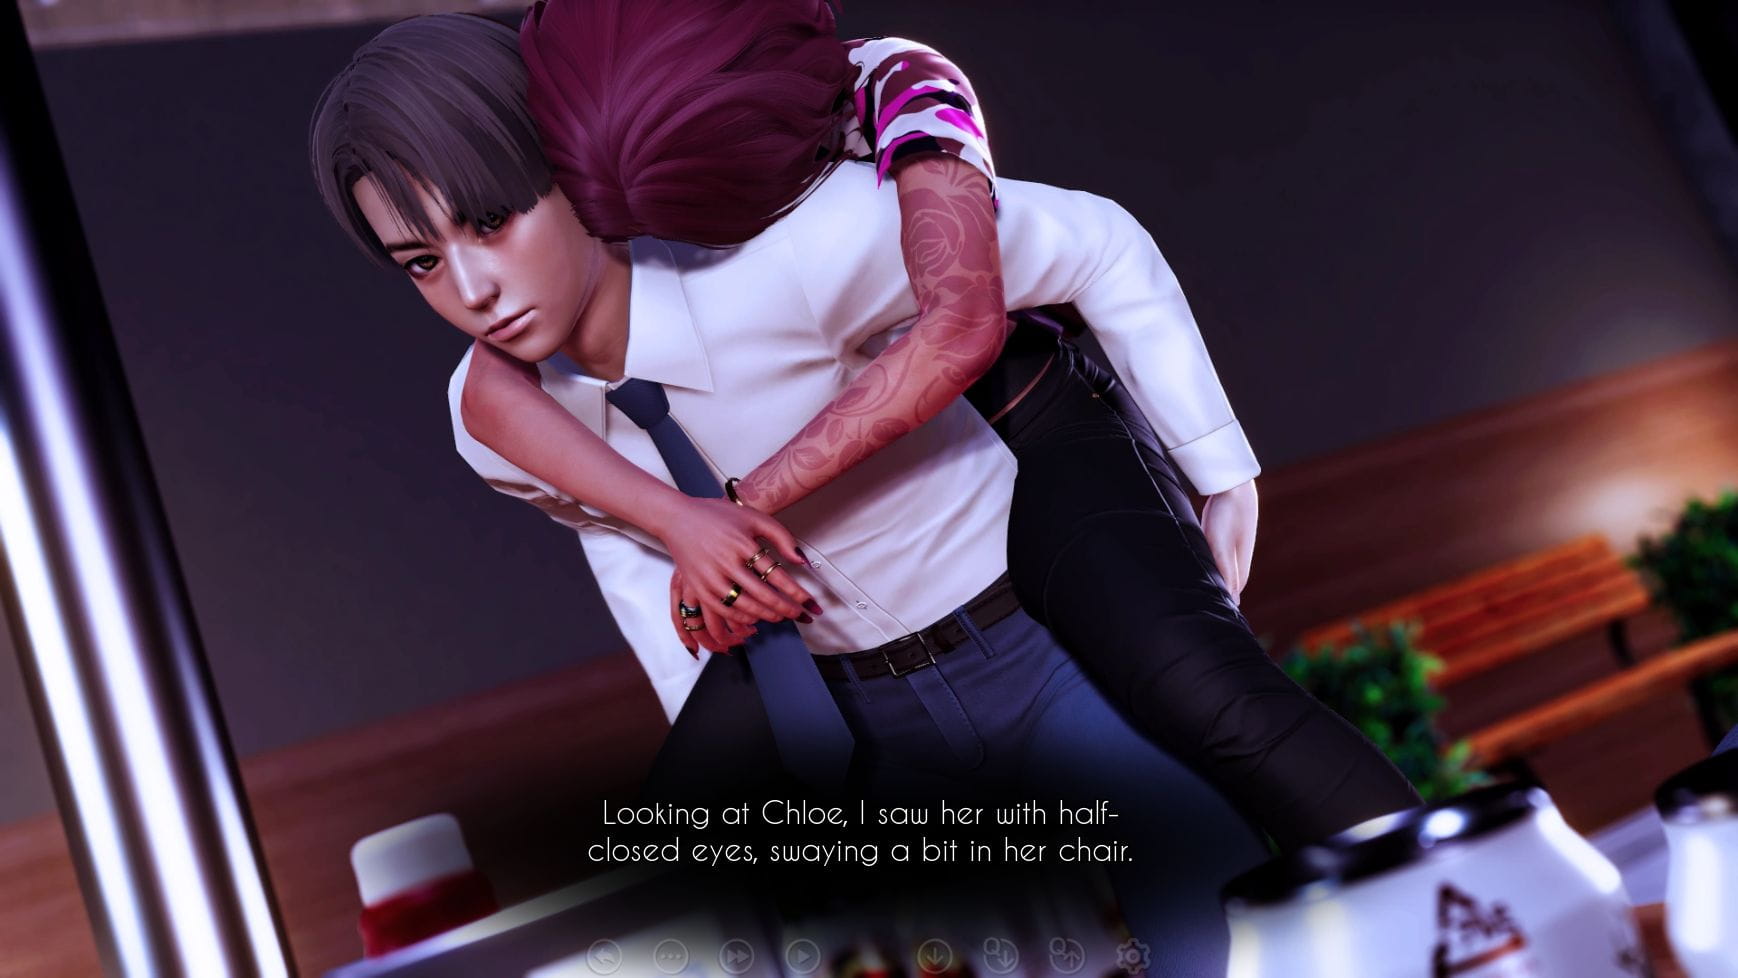 Looking at Chloe, I saw her with half-
closed eyes, swaying a bit in her chair.